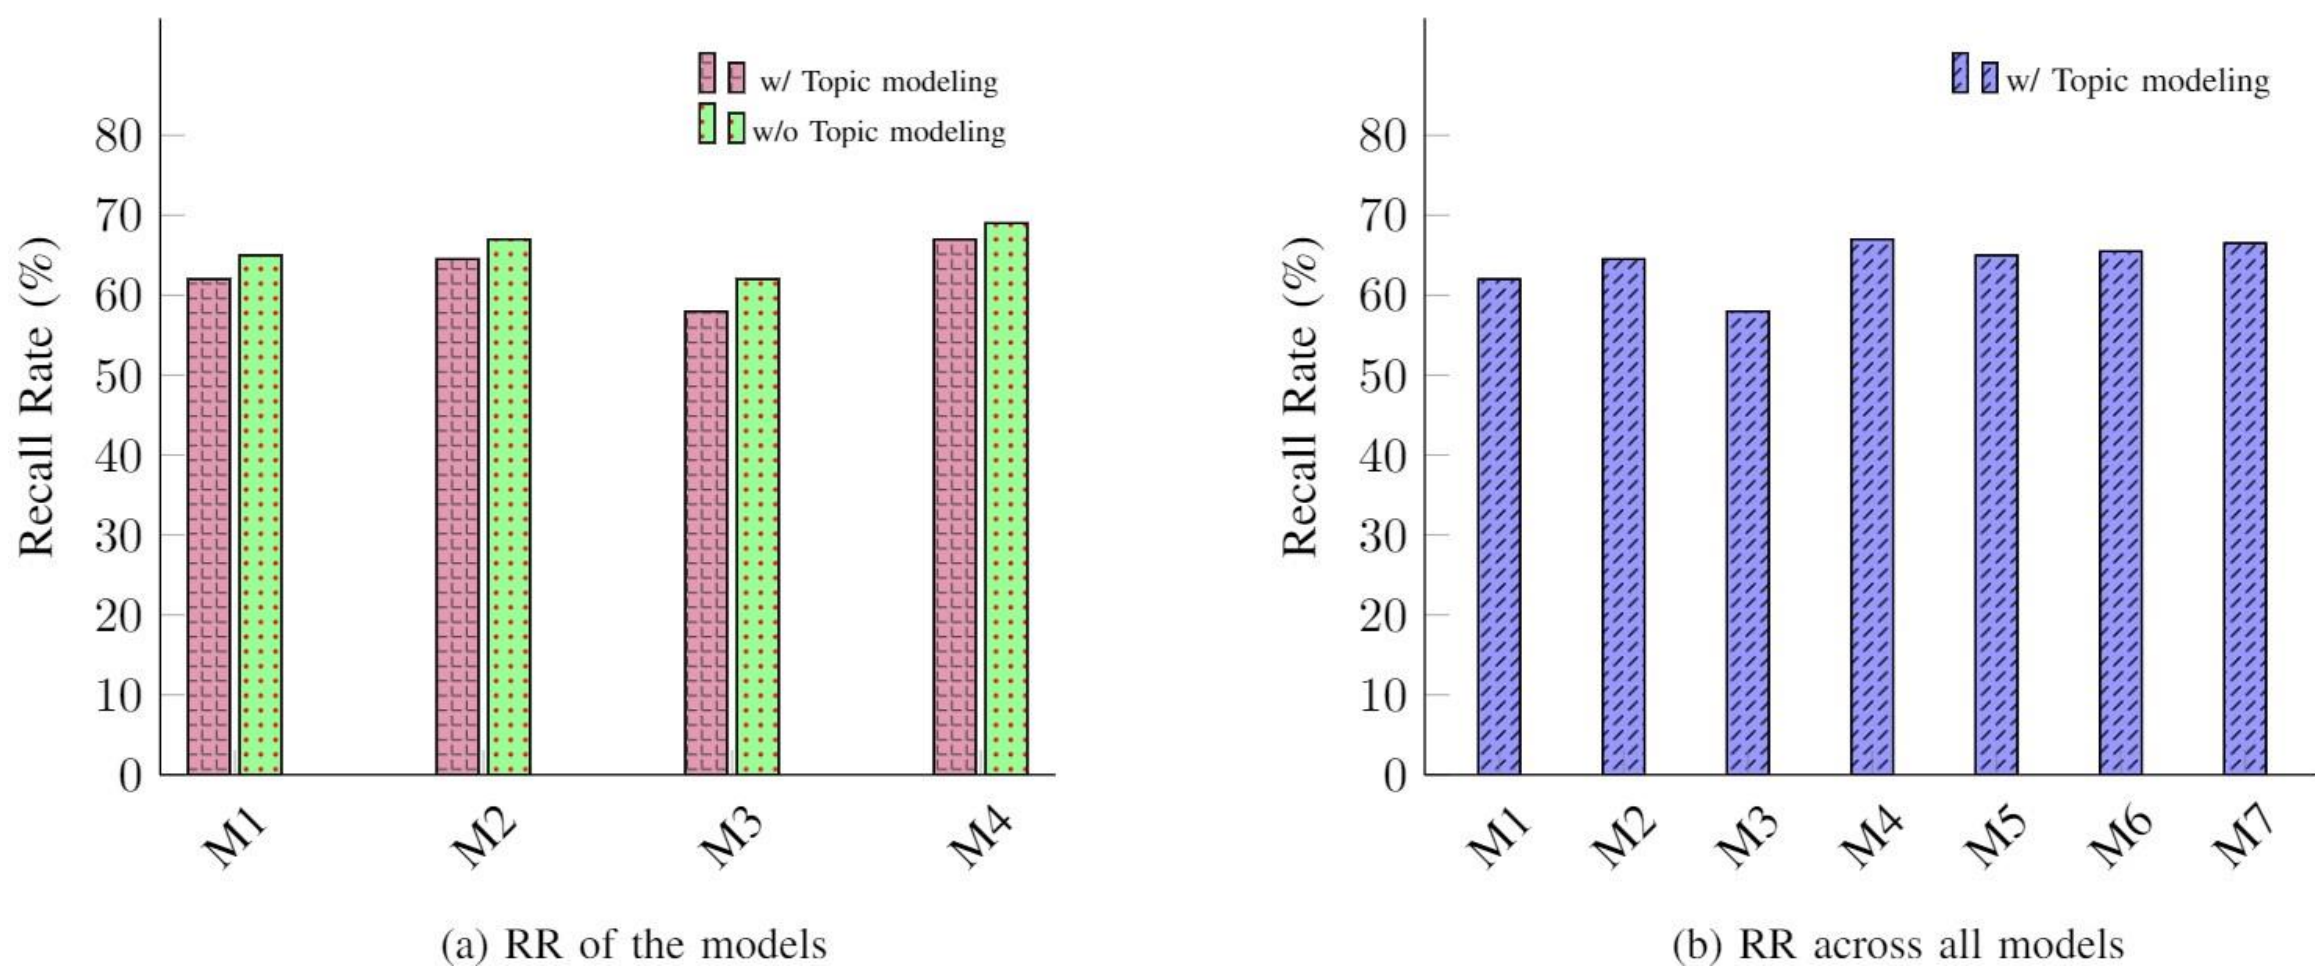 w/ Topic modeling
w/o Topic modeling
80
70
60
50
40
30
20
10
0
Recall Rate (%)
M1
M2
M3
M4
(a) RR of the models
w/ Topic modeling
80
70
60
50
40
30
20
10
0
Recall Rate (%)
M1
M2
M3
M4
M5
M6
M7
(b) RR across all models